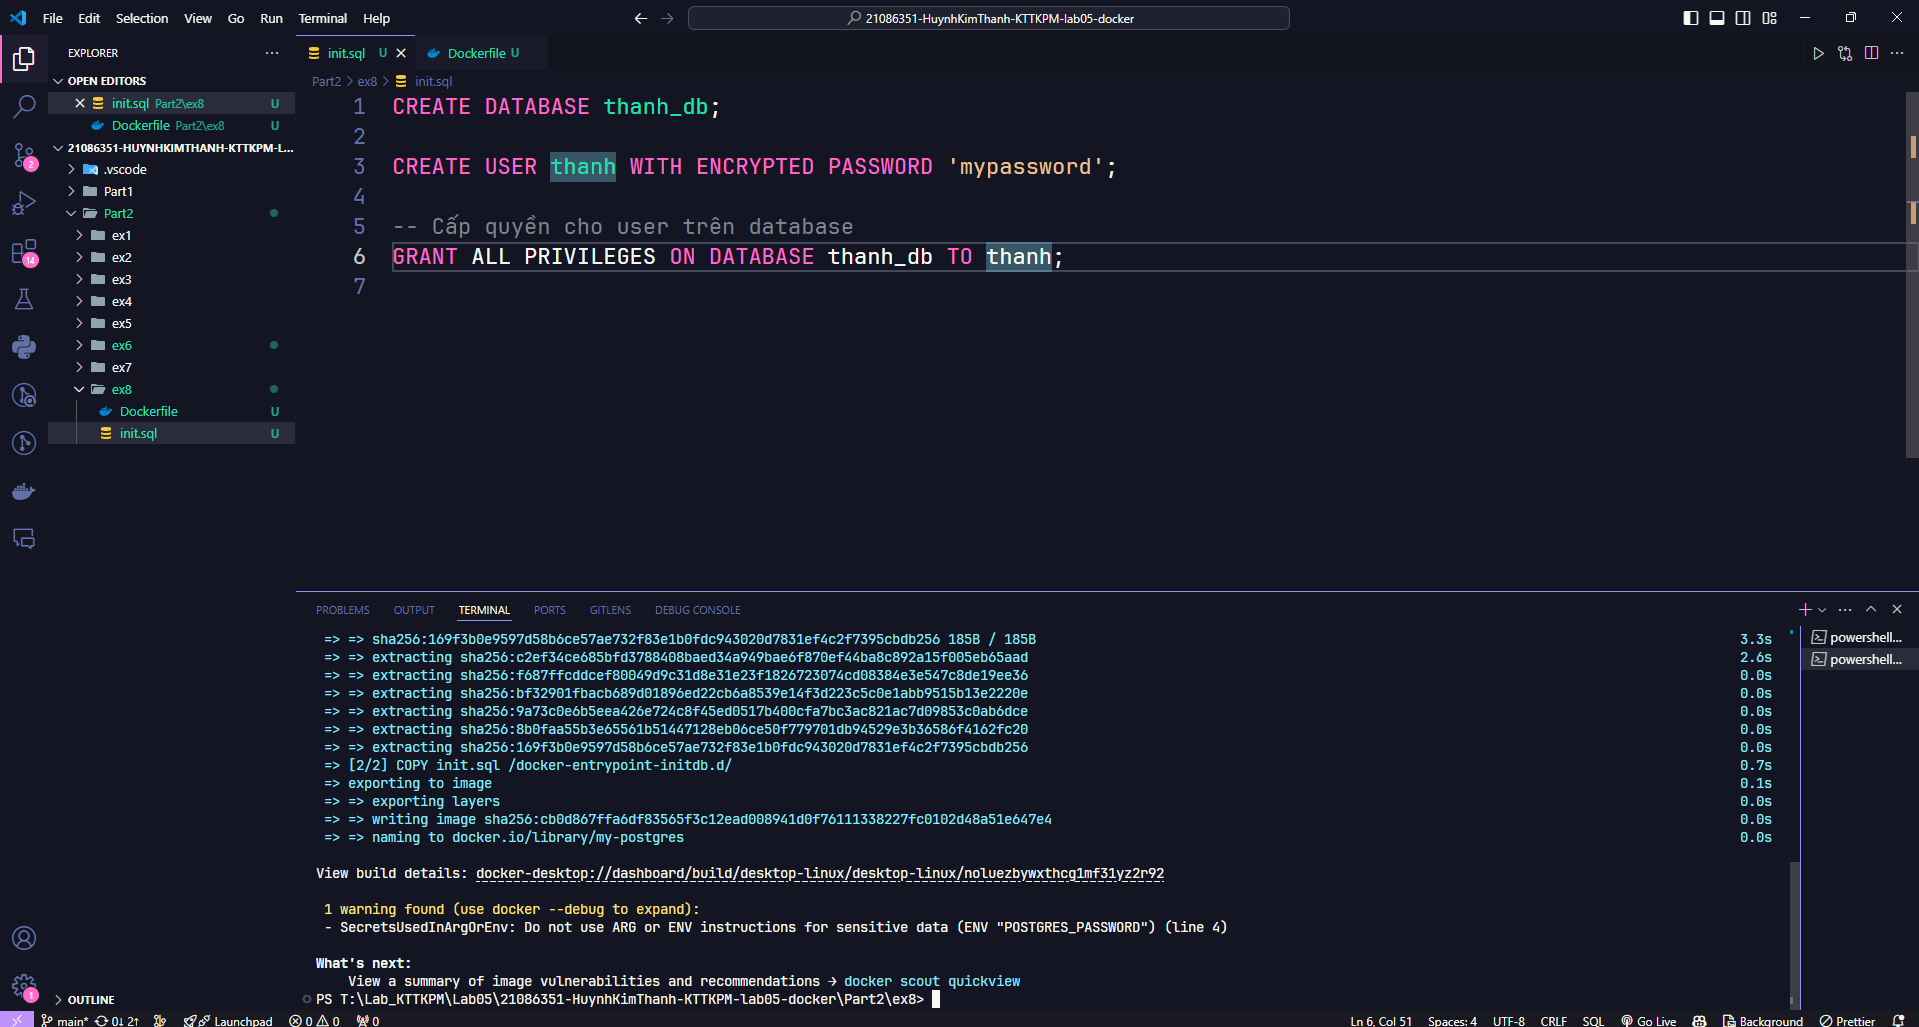 File Edit Selection View Go Run Terminal Help
21086351-HuynhKimThanh-KTTKPM-lab05-docker
EXPLORER
OPEN EDITORS
init.sql Part2\ex8 U
Dockerfile Part2\ex8 U
21086351-HUYNHKIMTHANH-KTTKPM-L...
.vscode
Part1
Part2
ex1
ex2
ex3
ex4
ex5
ex6
ex7
ex8
Dockerfile U
init.sql U
OUTLINE
2
14
1
init.sql U
Dockerfile U
Part2 > ex8 > init.sql
1 CREATE DATABASE thanh_db;
2
3 CREATE USER thanh WITH ENCRYPTED PASSWORD 'mypassword';
4
5 -- Cấp quyền cho user trên database
6 GRANT ALL PRIVILEGES ON DATABASE thanh_db TO thanh;
7
PROBLEMS OUTPUT TERMINAL PORTS GITLENS DEBUG CONSOLE
=> => sha256:169f3b0e9597d58b6ce57ae732f83e1b0fdc943020d7831ef4c2f7395cbdb256 185B / 185B 3.3s
=> => extracting sha256:c2ef34ce685bfd3788408baed34a949bae6f870ef44ba8c892a15f005eb65aad 2.6s
=> => extracting sha256:f687ffcddcef80049d9c31d8e31e23f1826723074cd08384e3e547c8de19ee36 0.0s
=> => extracting sha256:bf32901fbacb689d01896ed22cb6a8539e14f3d223c5c0e1abb9515b13e2220e 0.0s
=> => extracting sha256:9a73c0e6b5eea426e724c8f45ed0517b400cfa7bc3ac821ac7d09853c0ab6dce 0.0s
=> => extracting sha256:8b0faa55b3e65561b51447128eb06ce50f779701db94529e3b36586f4162fc20 0.0s
=> => extracting sha256:169f3b0e9597d58b6ce57ae732f83e1b0fdc943020d7831ef4c2f7395cbdb256 0.0s
=> [2/2] COPY init.sql /docker-entrypoint-initdb.d/ 0.7s
=> exporting to image 0.1s
=> => exporting layers 0.0s
=> => writing image sha256:cb0d867ffa6df83565f3c12ead008941d0f76111338227fc0102d48a51e647e4 0.0s
=> => naming to docker.io/library/my-postgres 0.0s
View build details: docker-desktop://dashboard/build/desktop-linux/desktop-linux/noluezbywxthcg1mf31yz2r92
1 warning found (use docker --debug to expand):
- SecretsUsedInArgOrEnv: Do not use ARG or ENV instructions for sensitive data (ENV "POSTGRES_PASSWORD") (line 4)
What's next:
View a summary of image vulnerabilities and recommendations → docker scout quickview
PS T:\Lab_KTTKPM\Lab05\21086351-HuynhKimThanh-KTTKPM-lab05-docker\Part2\ex8>
powershell...
powershell...
main* 0↓ 2↑ Launchpad 0 0 0 Ln 6, Col 51 Spaces: 4 UTF-8 CRLF SQL Go Live Background Prettier